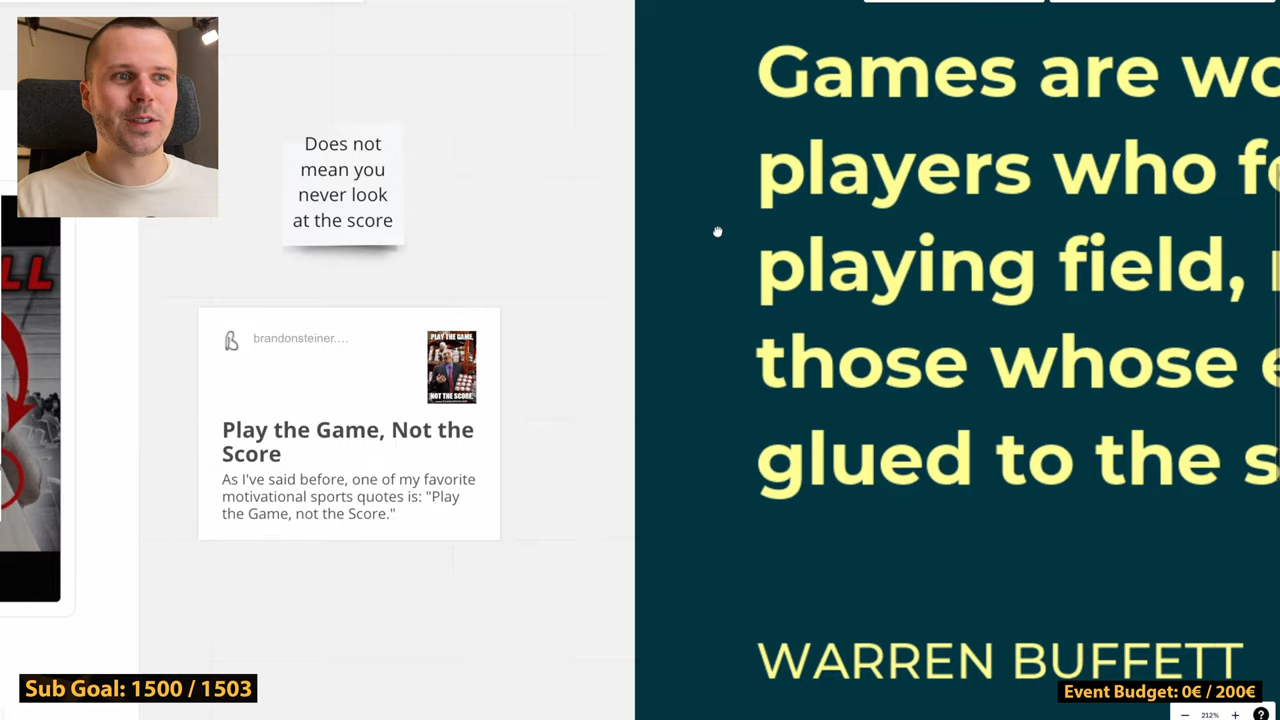 Does not
mean you
never look
at the score
brandonsteiner....
PLAY THE GAME,
NOT THE SCORE.
Play the Game, Not the
Score
As I've said before, one of my favorite
motivational sports quotes is: "Play
the Game, not the Score."
Games are wo
players who fo
playing field,
those whose e
glued to the s
WARREN BUFFETT
Sub Goal: 1500 / 1503
Event Budget: 0€ / 200€
212%